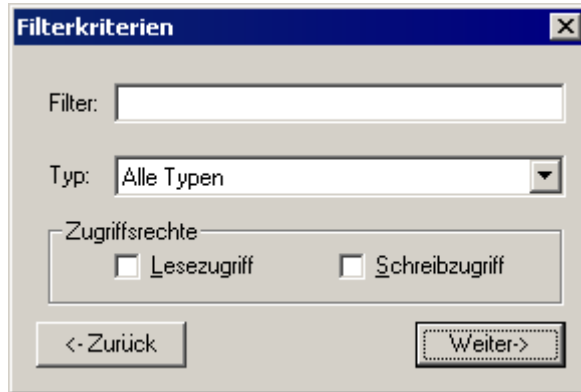 Filterkriterien
Filter:
Typ: Alle Typen
Zugriffsrechte
Lesezugriff Schreibzugriff
<-Zurück Weiter->